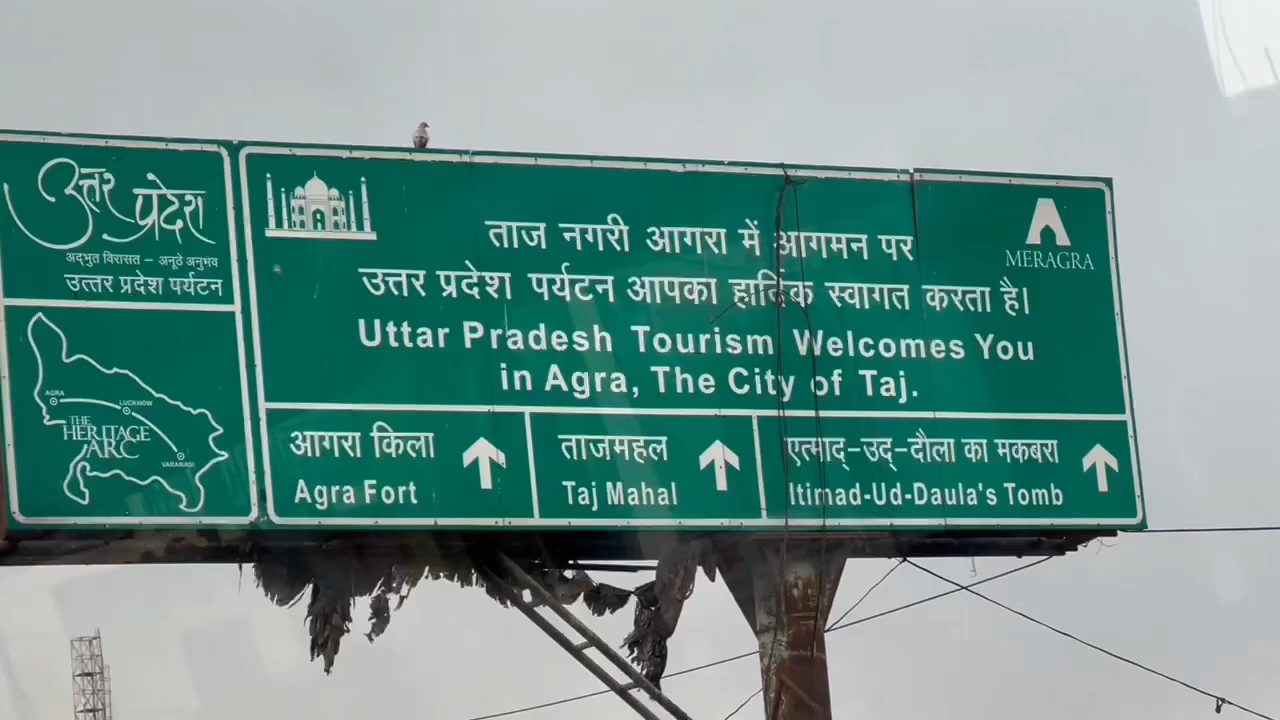 उत्तर प्रदेश
अद्भुत विरासत – अनूठे अनुभव
उत्तर प्रदेश पर्यटन
AGRA
LUCKNOW
THE
HERITAGE
ARC
VARANASI
ताज नगरी आगरा में आगमन पर
उत्तर प्रदेश पर्यटन आपका हार्दिक स्वागत करता है।
Uttar Pradesh Tourism Welcomes You
in Agra, The City of Taj.
MERAGRA
आगरा किला
Agra Fort
ताजमहल
Taj Mahal
एत्माद-उद-दौला का मकबरा
Itimad-Ud-Daula's Tomb